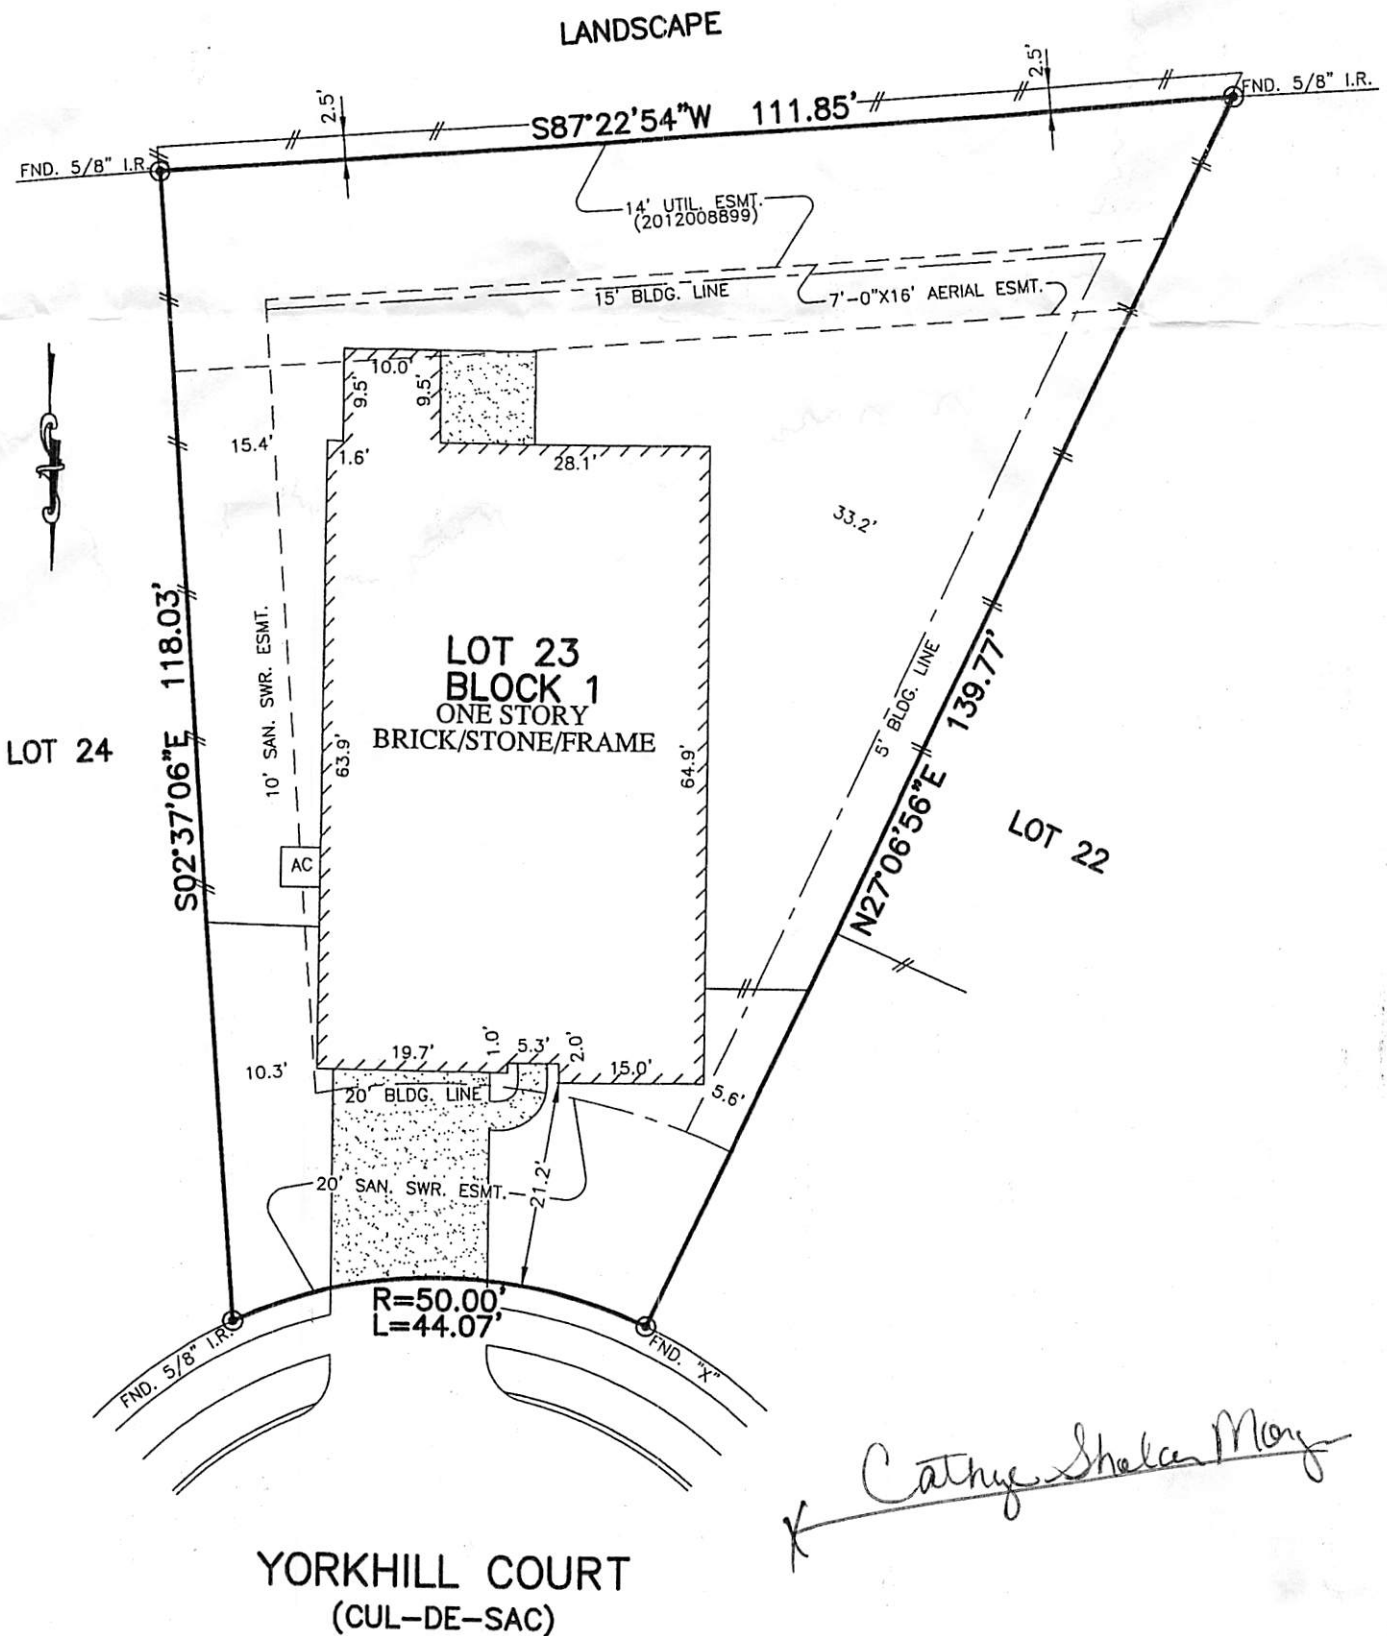 LANDSCAPE
2.5'
2.5'
FND. 5/8" I.R.
S87°22'54"W 111.85'
FND. 5/8" I.R.
14' UTIL. ESMT.
(2012008899)
15' BLDG. LINE
7'-0"X16' AERIAL ESMT.
10.0'
9.5'
9.5'
15.4'
1.6'
28.1'
33.2'
10' SAN. SWR. ESMT.
S02°37'06"E 118.03'
LOT 23
BLOCK 1
ONE STORY
BRICK/STONE/FRAME
LOT 24
63.9'
64.9'
5' BLDG. LINE
N27°06'56"E 139.77'
LOT 22
AC
19.7'
1.0'
5.3'
2.0'
15.0'
10.3'
20' BLDG. LINE
5.6'
20' SAN. SWR. ESMT.
21.2'
R=50.00'
L=44.07'
FND. 5/8" I.R.
FND. "X"
X Cathye
YORKHILL COURT
(CUL-DE-SAC)